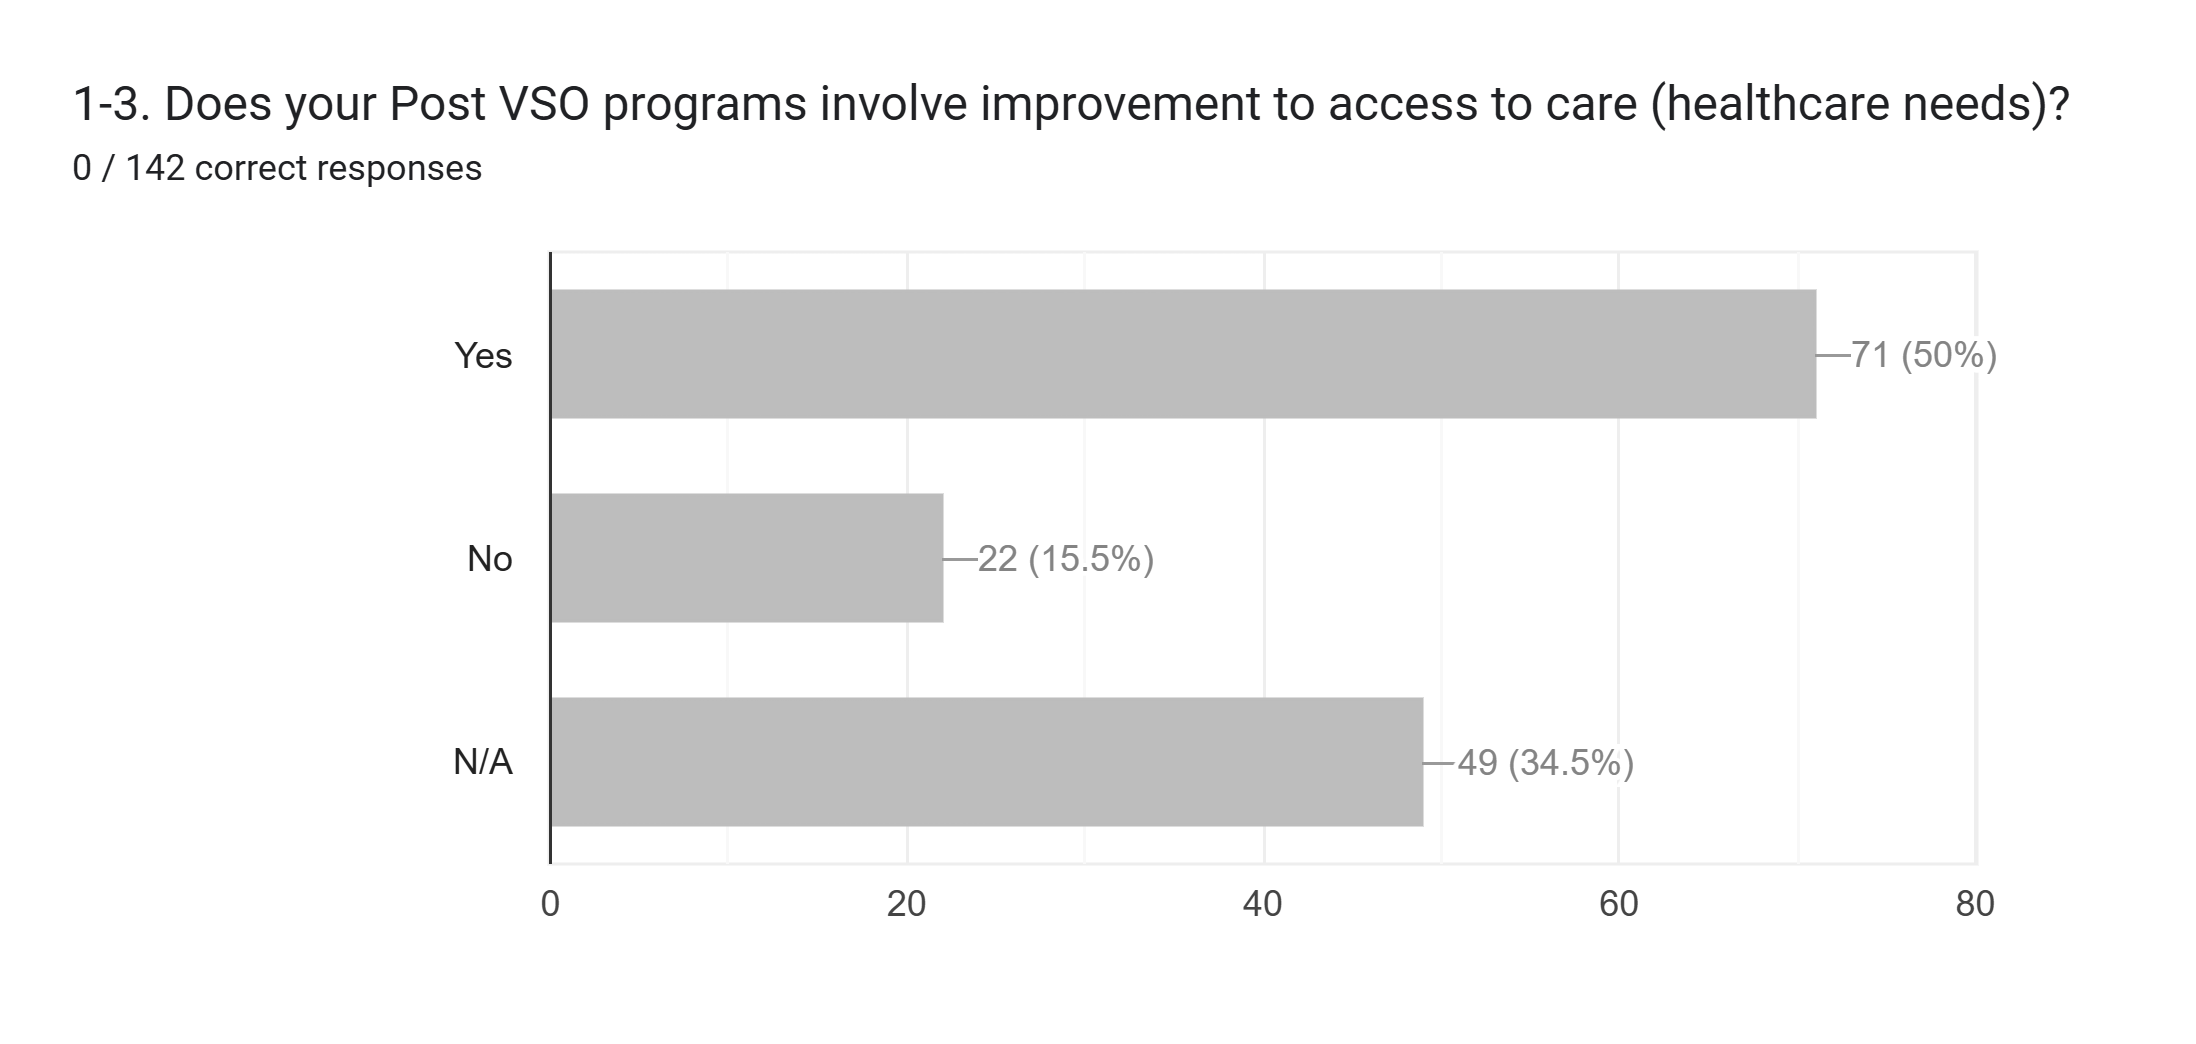 1-3. Does your Post VSO programs involve improvement to access to care (healthcare needs)?
0 / 142 correct responses
Yes
71 (50%)
No
22 (15.5%)
N/A
49 (34.5%)
0
20
40
60
80